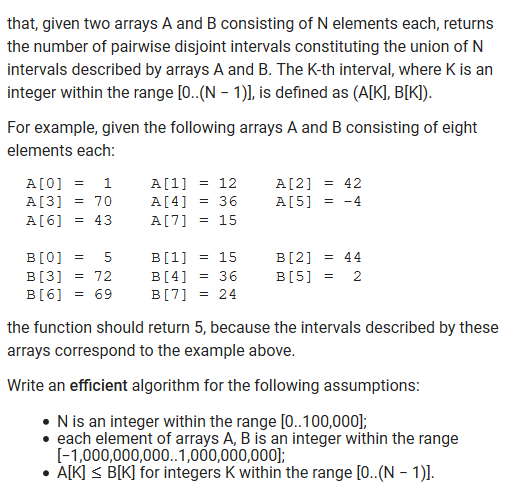 that, given two arrays A and B consisting of N elements each, returns
the number of pairwise disjoint intervals constituting the union of N
intervals described by arrays A and B. The K-th interval, where K is an
integer within the range [0..(N − 1)], is defined as (A[K], B[K]).
For example, given the following arrays A and B consisting of eight
elements each:
A[0] = 1 A[1] = 12 A[2] = 42
A[3] = 70 A[4] = 36 A[5] = -4
A[6] = 43 A[7] = 15
B[0] = 5 B[1] = 15 B[2] = 44
B[3] = 72 B[4] = 36 B[5] = 2
B[6] = 69 B[7] = 24
the function should return 5, because the intervals described by these
arrays correspond to the example above.
Write an efficient algorithm for the following assumptions:
• N is an integer within the range [0..100,000];
• each element of arrays A, B is an integer within the range
[−1,000,000,000..1,000,000,000];
• A[K] ≤ B[K] for integers K within the range [0..(N − 1)].